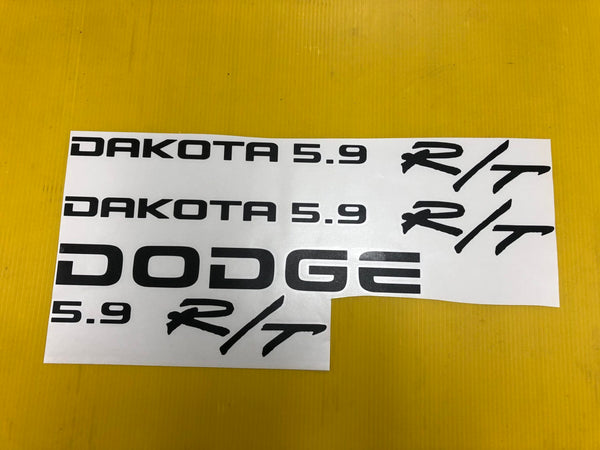 DAKOTA 5.9 R/T
DAKOTA 5.9 R/T
DODGE
5.9 R/T